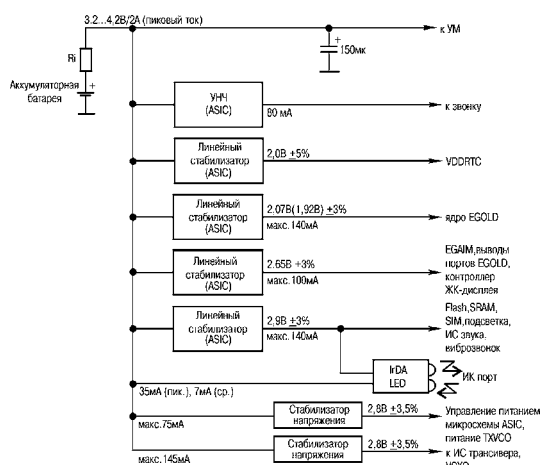 3.2...4,2В/2А (пиковый ток)
к УМ
Ri
+
150мк
Аккумуляторная
батарея
+
УНЧ
(ASIC)
80 мА
к звонку
Линейный
стабилизатор
(ASIC)
2,0В ±5%
VDDRTC
Линейный
стабилизатор
(ASIC)
2.07В(1,92В) ±3%
макс. 140мА
ядро EGOLD
Линейный
стабилизатор
(ASIC)
2.65В +3%
макс.100мА
EGAIM,выводы
портов EGOLD,
контроллер
ЖК-дисплея
Линейный
стабилизатор
(ASIC)
2,9В ±3%
макс.140мА
Flash,SRAM,
SIM,подсветка,
ИС звука,
виброзвонок
IrDA
LED
ИК порт
35мА (пик.), 7мА (ср.)
макс.75мА
Стабилизатор
напряжения
2,8В ±3,5%
Управление питанием
микросхемы ASIC,
питание TXVCO
макс.145мА
Стабилизатор
напряжения
2,8В ±3,5%
к ИС трансивера,